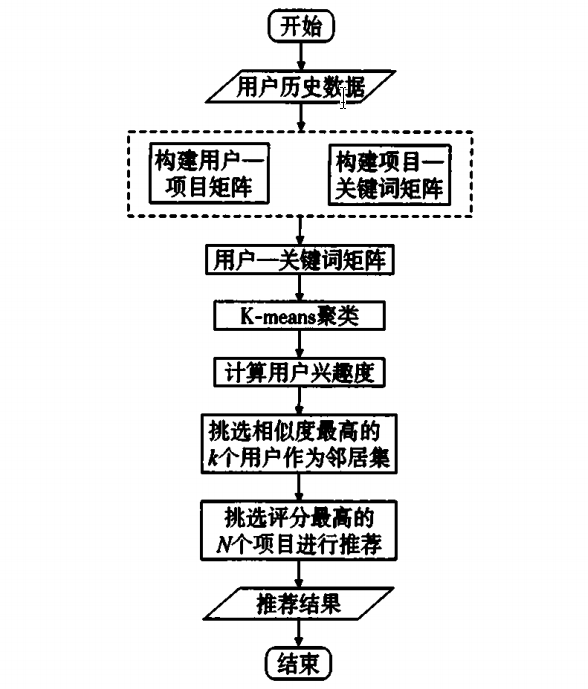 开始
用户历史数据
构建用户—
项目矩阵
构建项目—
关键词矩阵
用户—关键词矩阵
K-means聚类
计算用户兴趣度
挑选相似度最高的
k个用户作为邻居集
挑选评分最高的
N个项目进行推荐
推荐结果
结束